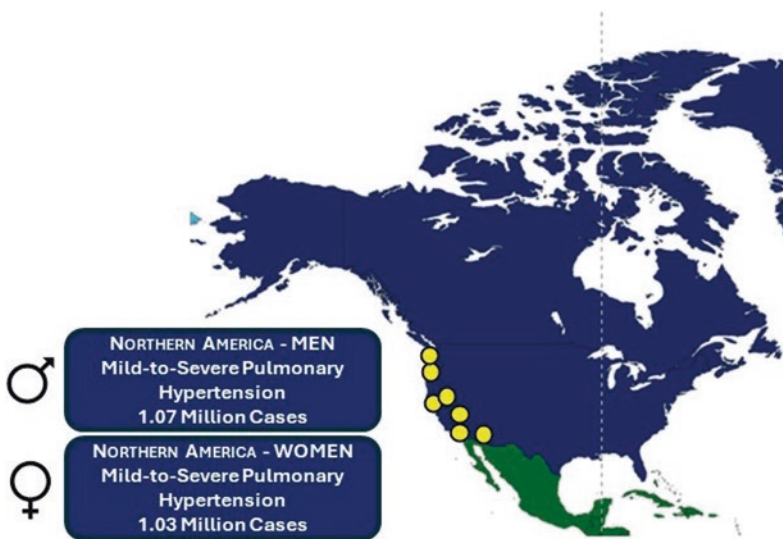 NORTHERN AMERICA - MEN
Mild-to-Severe Pulmonary
Hypertension
1.07 Million Cases
NORTHERN AMERICA - WOMEN
Mild-to-Severe Pulmonary
Hypertension
1.03 Million Cases